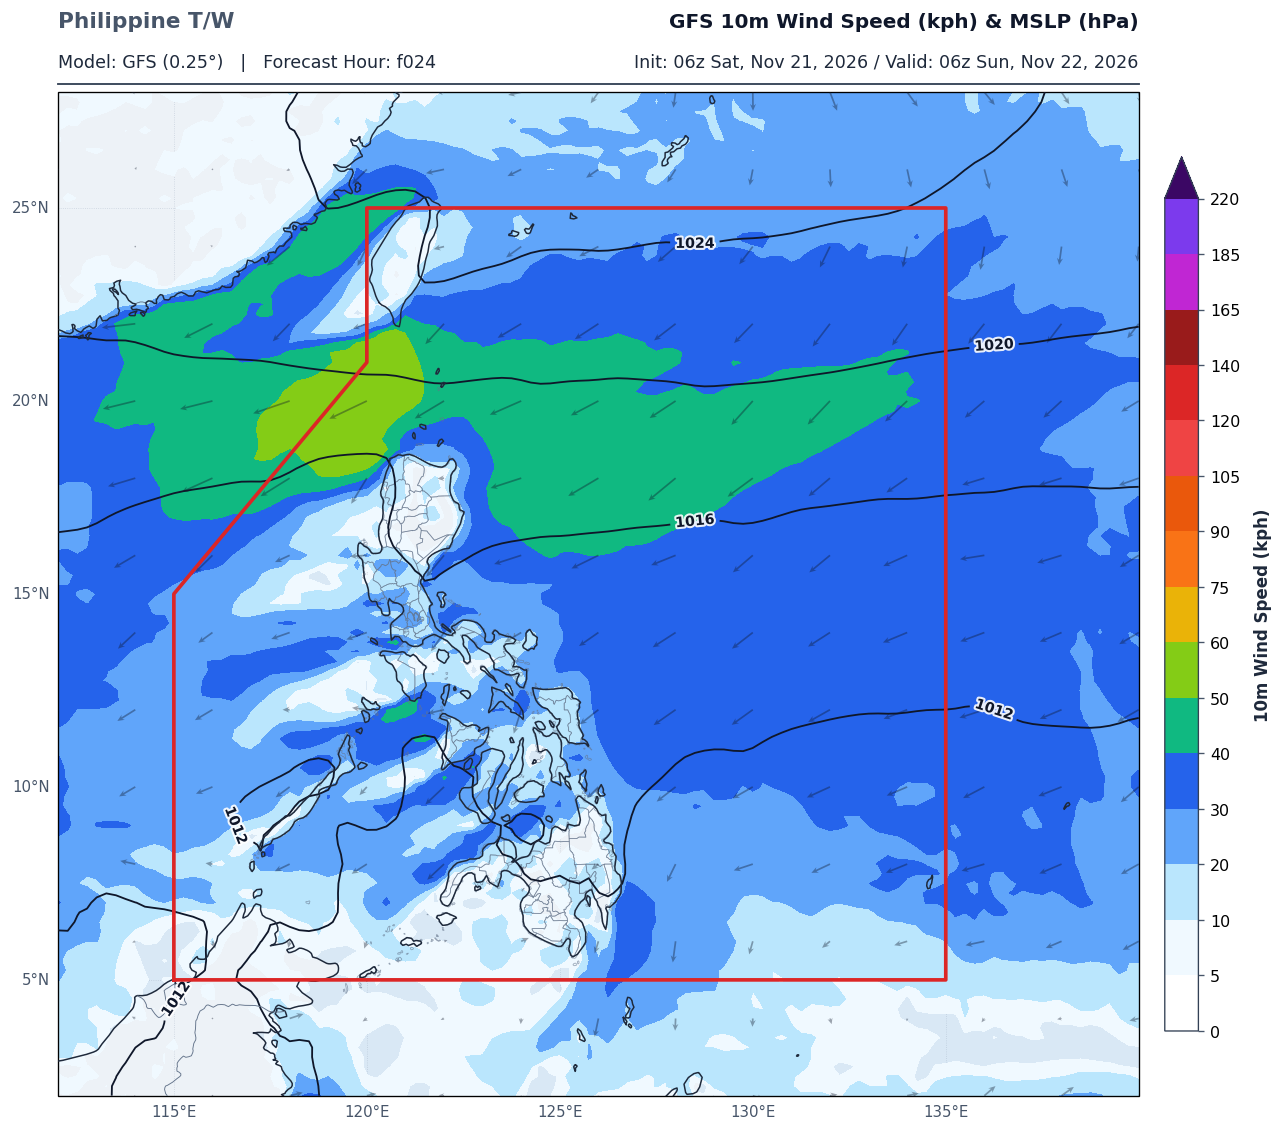 Philippine T/W
GFS 10m Wind Speed (kph) & MSLP (hPa)
Model: GFS (0.25°) | Forecast Hour: f024
Init: 06z Sat, Nov 21, 2026 / Valid: 06z Sun, Nov 22, 2026
25°N
20°N
15°N
10°N
5°N
1024
1020
1016
1012
1012
1012
115°E
120°E
125°E
130°E
135°E
220
185
165
140
120
105
90
75
60
50
40
30
20
10
5
0
10m Wind Speed (kph)